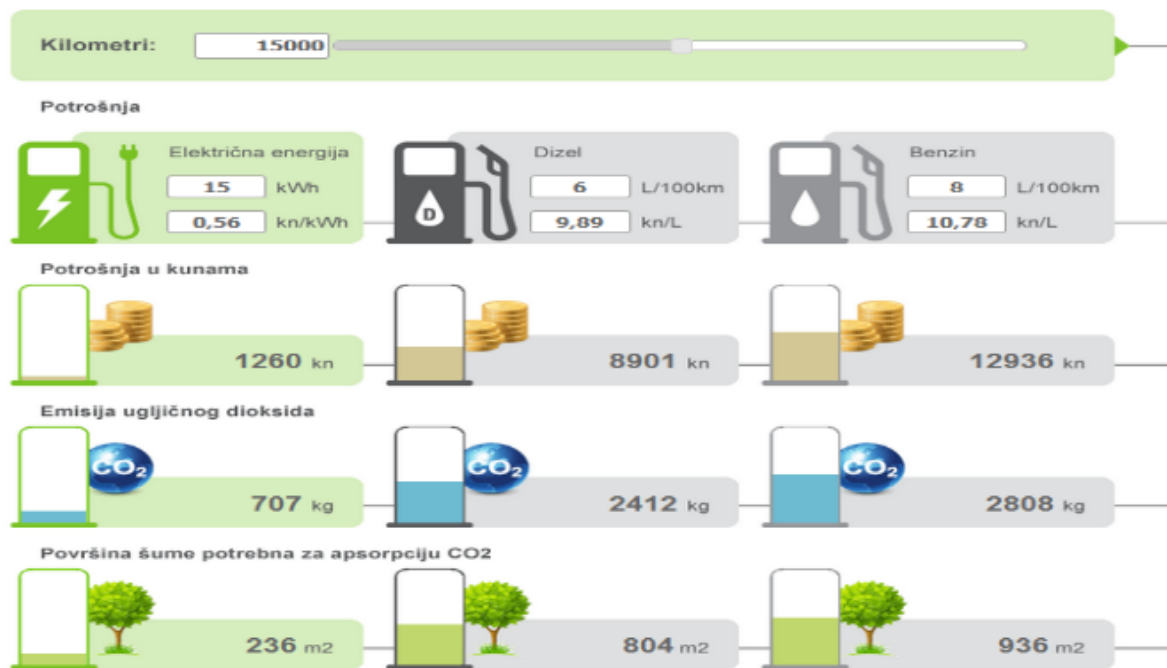 Kilometri: 15000
Potrošnja
Električna energija
15 kWh
0,56 kn/kWh
Dizel
6 L/100km
9,89 kn/L
D
Benzin
8 L/100km
10,78 kn/L
Potrošnja u kunama
1260 kn
8901 kn
12936 kn
Emisija ugljičnog dioksida
CO2
707 kg
CO2
2412 kg
CO2
2808 kg
Površina šume potrebna za apsorpciju CO2
236 m2
804 m2
936 m2